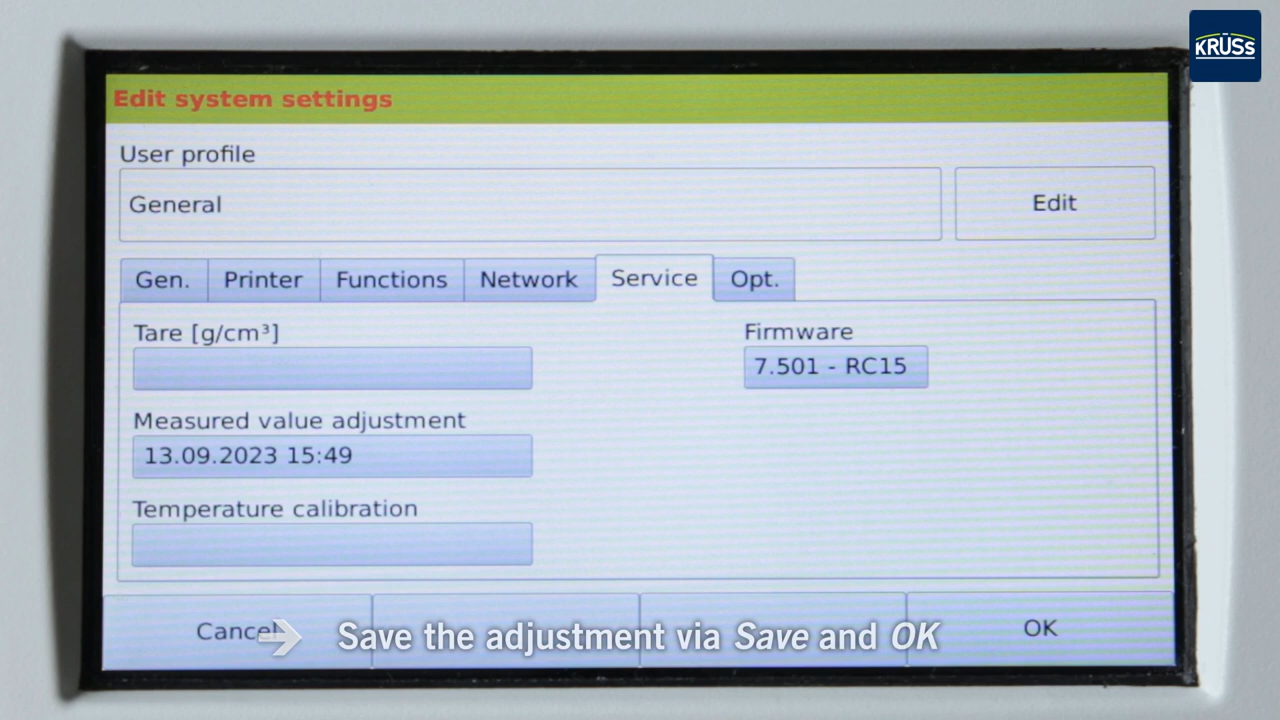 KRÜSS
Edit system settings
User profile
General
Edit
Gen. Printer Functions Network Service Opt.
Tare [g/cm³]
Firmware
7.501 - RC15
Measured value adjustment
13.09.2023 15:49
Temperature calibration
Cancel
Save the adjustment via Save and OK
OK